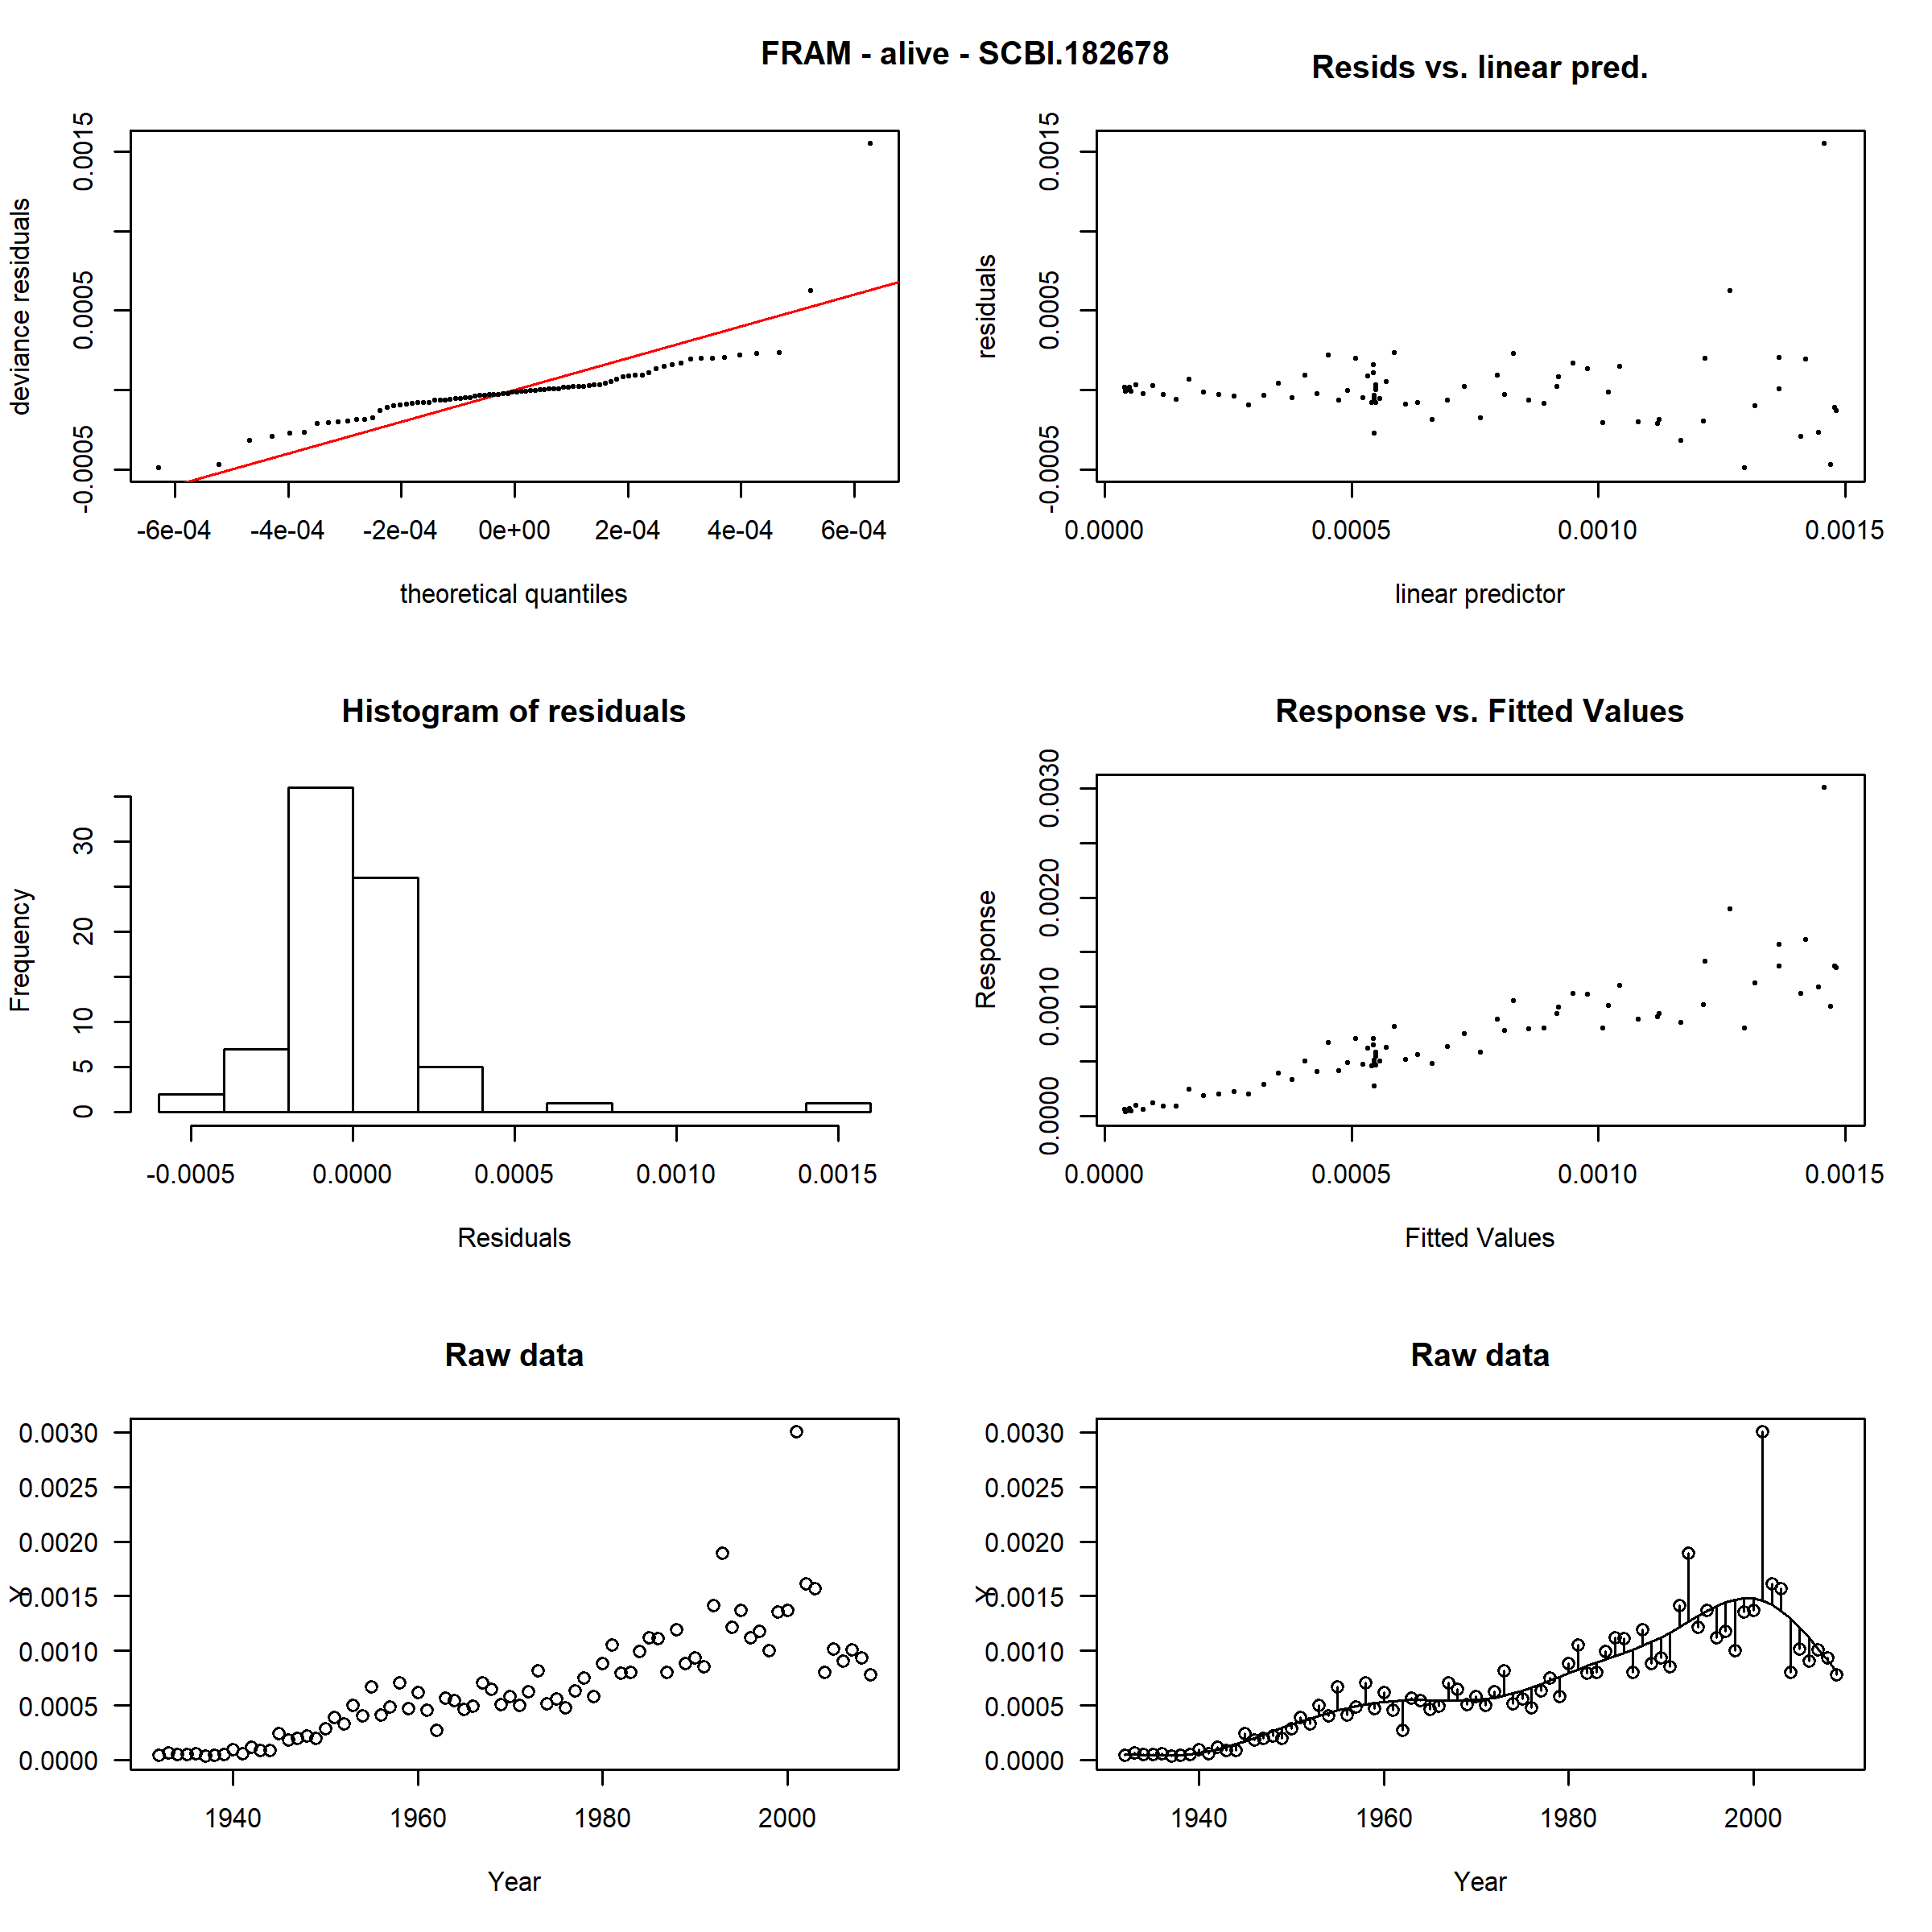 FRAM - alive - SCBI.182678
Resids vs. linear pred.
deviance residuals
-0.0005 0.0005 0.0015
-6e-04 -4e-04 -2e-04 0e+00 2e-04 4e-04 6e-04
theoretical quantiles
residuals
-0.0005 0.0005 0.0015
0.0000 0.0005 0.0010 0.0015
linear predictor
Histogram of residuals
Frequency
0 5 10 20 30
-0.0005 0.0000 0.0005 0.0010 0.0015
Residuals
Response vs. Fitted Values
Response
0.0000 0.0010 0.0020 0.0030
0.0000 0.0005 0.0010 0.0015
Fitted Values
Raw data
Y
0.0030
0.0025
0.0020
0.0015
0.0010
0.0005
0.0000
1940 1960 1980 2000
Year
Raw data
Y
0.0030
0.0025
0.0020
0.0015
0.0010
0.0005
0.0000
1940 1960 1980 2000
Year